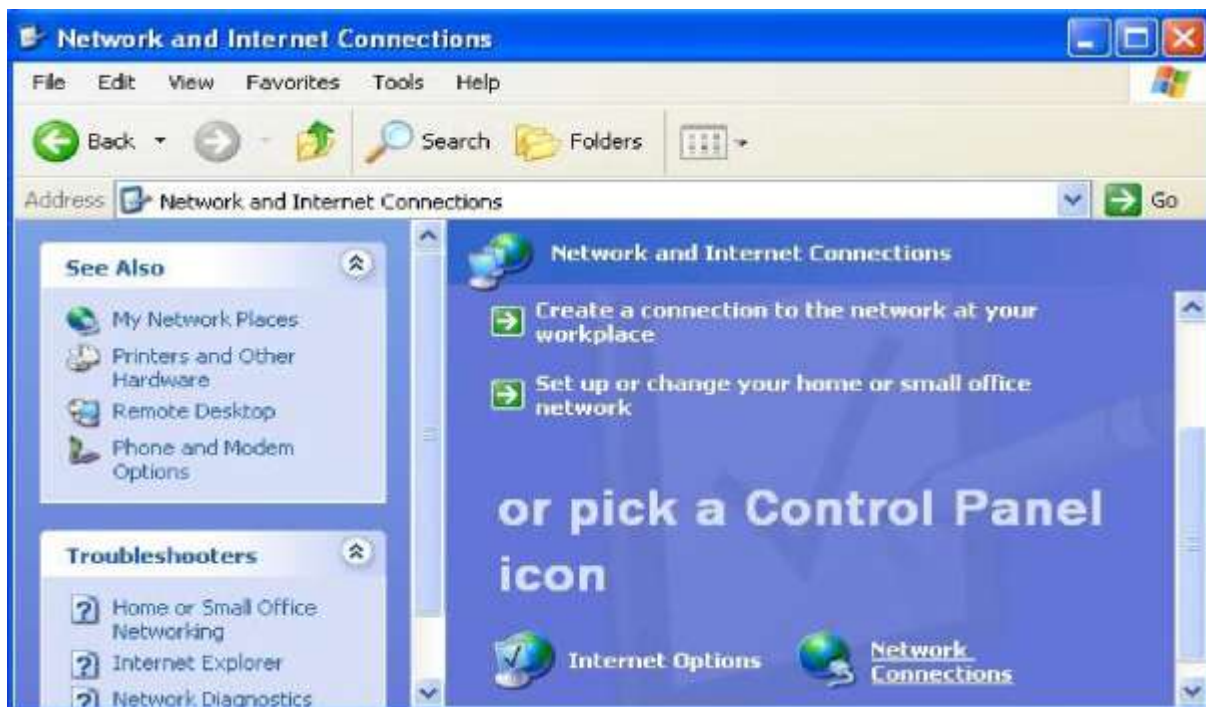 Network and Internet Connections
File Edit View Favorites Tools Help
Back Search Folders
Address Network and Internet Connections Go
See Also
My Network Places
Printers and Other
Hardware
Remote Desktop
Phone and Modem
Options
Troubleshooters
Home or Small Office
Networking
Internet Explorer
Network Diagnostics
Network and Internet Connections
Create a connection to the network at your
workplace
Set up or change your home or small office
network
or pick a Control Panel
icon
Internet Options
Network
Connections